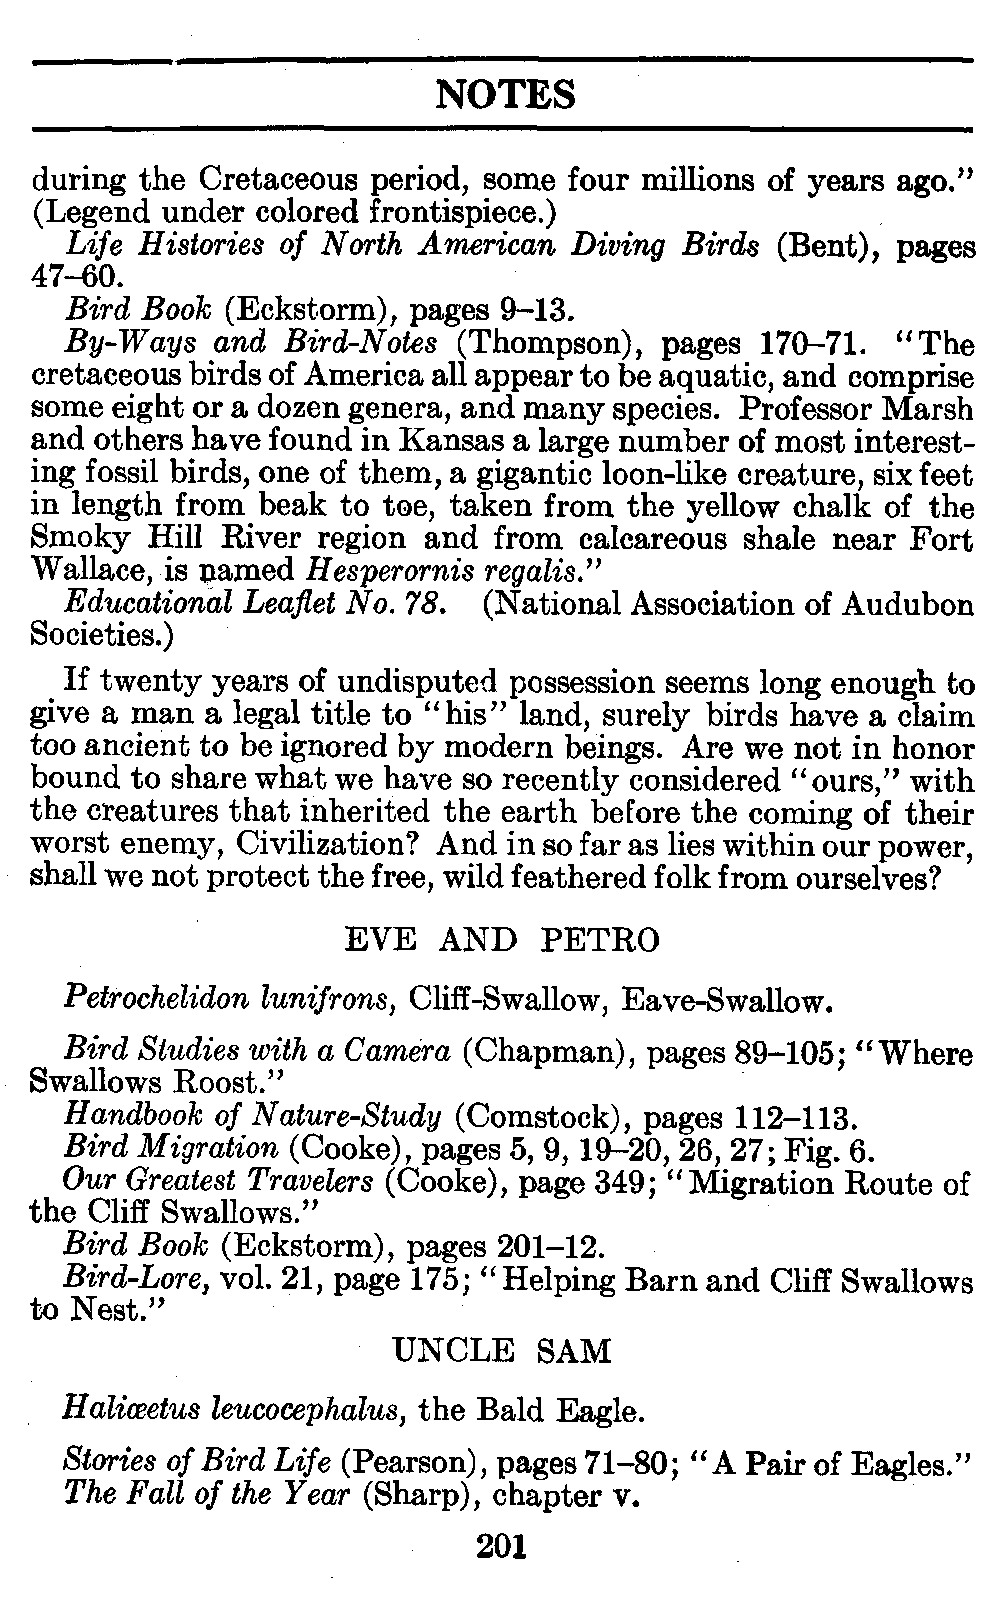 NOTES
during the Cretaceous period, some four millions of years ago.”
(Legend under colored frontispiece.)
Life Histories of North American Diving Birds (Bent), pages
47–60.
Bird Book (Eckstorm), pages 9–13.
By-Ways and Bird-Notes (Thompson), pages 170–71. “The
cretaceous birds of America all appear to be aquatic, and comprise
some eight or a dozen genera, and many species. Professor Marsh
and others have found in Kansas a large number of most interest-
ing fossil birds, one of them, a gigantic loon-like creature, six feet
in length from beak to toe, taken from the yellow chalk of the
Smoky Hill River region and from calcareous shale near Fort
Wallace, is named Hesperornis regalis.”
Educational Leaflet No. 78. (National Association of Audubon
Societies.)
If twenty years of undisputed possession seems long enough to
give a man a legal title to “his” land, surely birds have a claim
too ancient to be ignored by modern beings. Are we not in honor
bound to share what we have so recently considered “ours,” with
the creatures that inherited the earth before the coming of their
worst enemy, Civilization? And in so far as lies within our power,
shall we not protect the free, wild feathered folk from ourselves?
EVE AND PETRO
Petrochelidon lunifrons, Cliff-Swallow, Eave-Swallow.
Bird Studies with a Camera (Chapman), pages 89–105; “Where
Swallows Roost.”
Handbook of Nature-Study (Comstock), pages 112–113.
Bird Migration (Cooke), pages 5, 9, 19–20, 26, 27; Fig. 6.
Our Greatest Travelers (Cooke), page 349; “Migration Route of
the Cliff Swallows.”
Bird Book (Eckstorm), pages 201–12.
Bird-Lore, vol. 21, page 175; “Helping Barn and Cliff Swallows
to Nest.”
UNCLE SAM
Haliæetus leucocephalus, the Bald Eagle.
Stories of Bird Life (Pearson), pages 71–80; “A Pair of Eagles.”
The Fall of the Year (Sharp), chapter v.
201